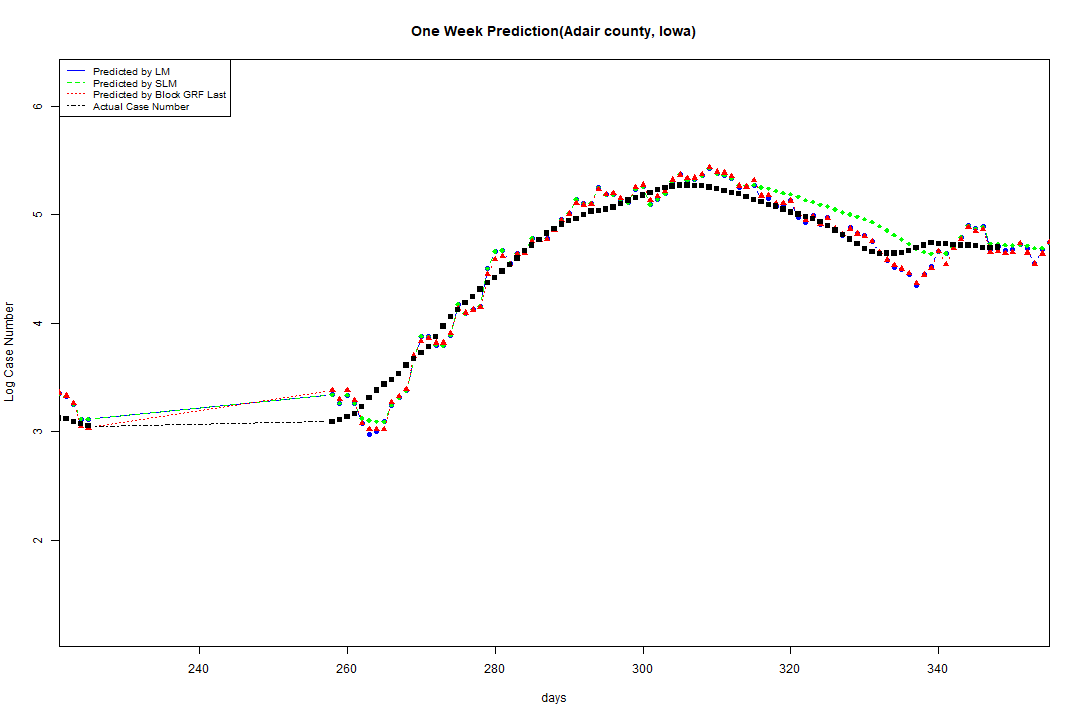 One Week Prediction(Adair county, Iowa)
Predicted by LM
Predicted by SLM
Predicted by Block GRF Last
Actual Case Number
6
5
4
3
2
Log Case Number
240 260 280 300 320 340
days